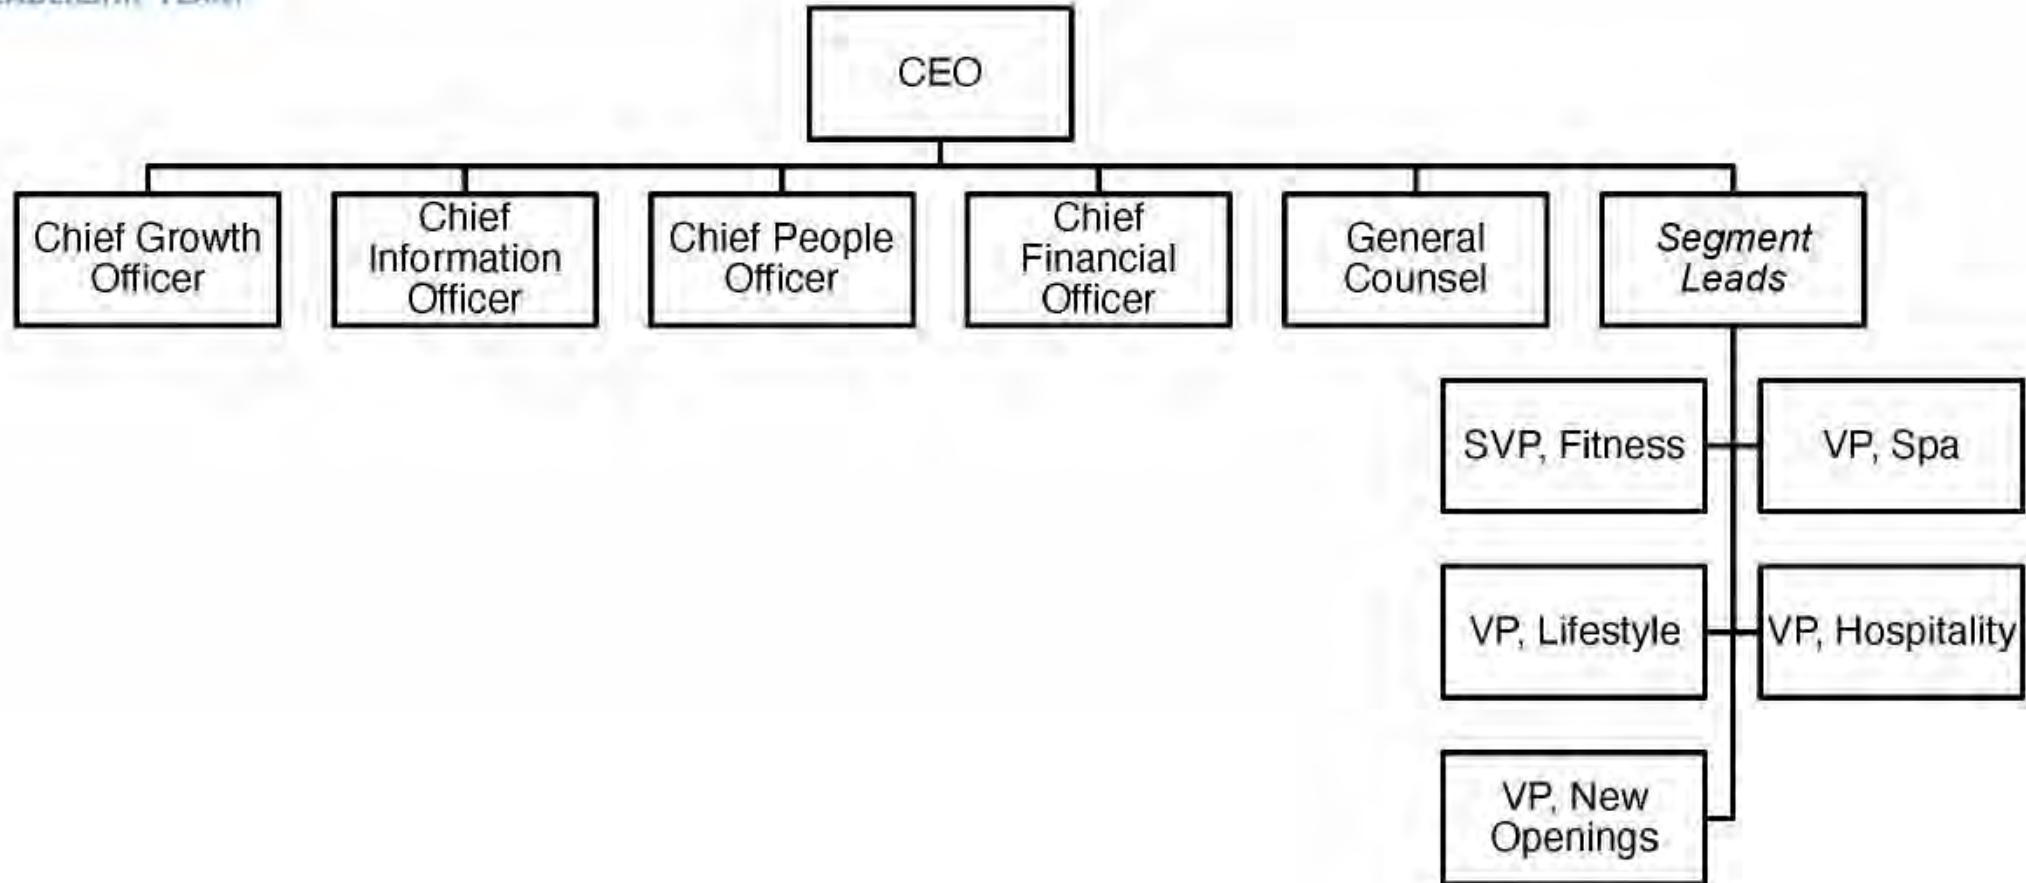 CEO
Chief Growth
Officer
Chief
Information
Officer
Chief People
Officer
Chief
Financial
Officer
General
Counsel
Segment
Leads
SVP, Fitness
VP, Spa
VP, Lifestyle
VP, Hospitality
VP, New
Openings